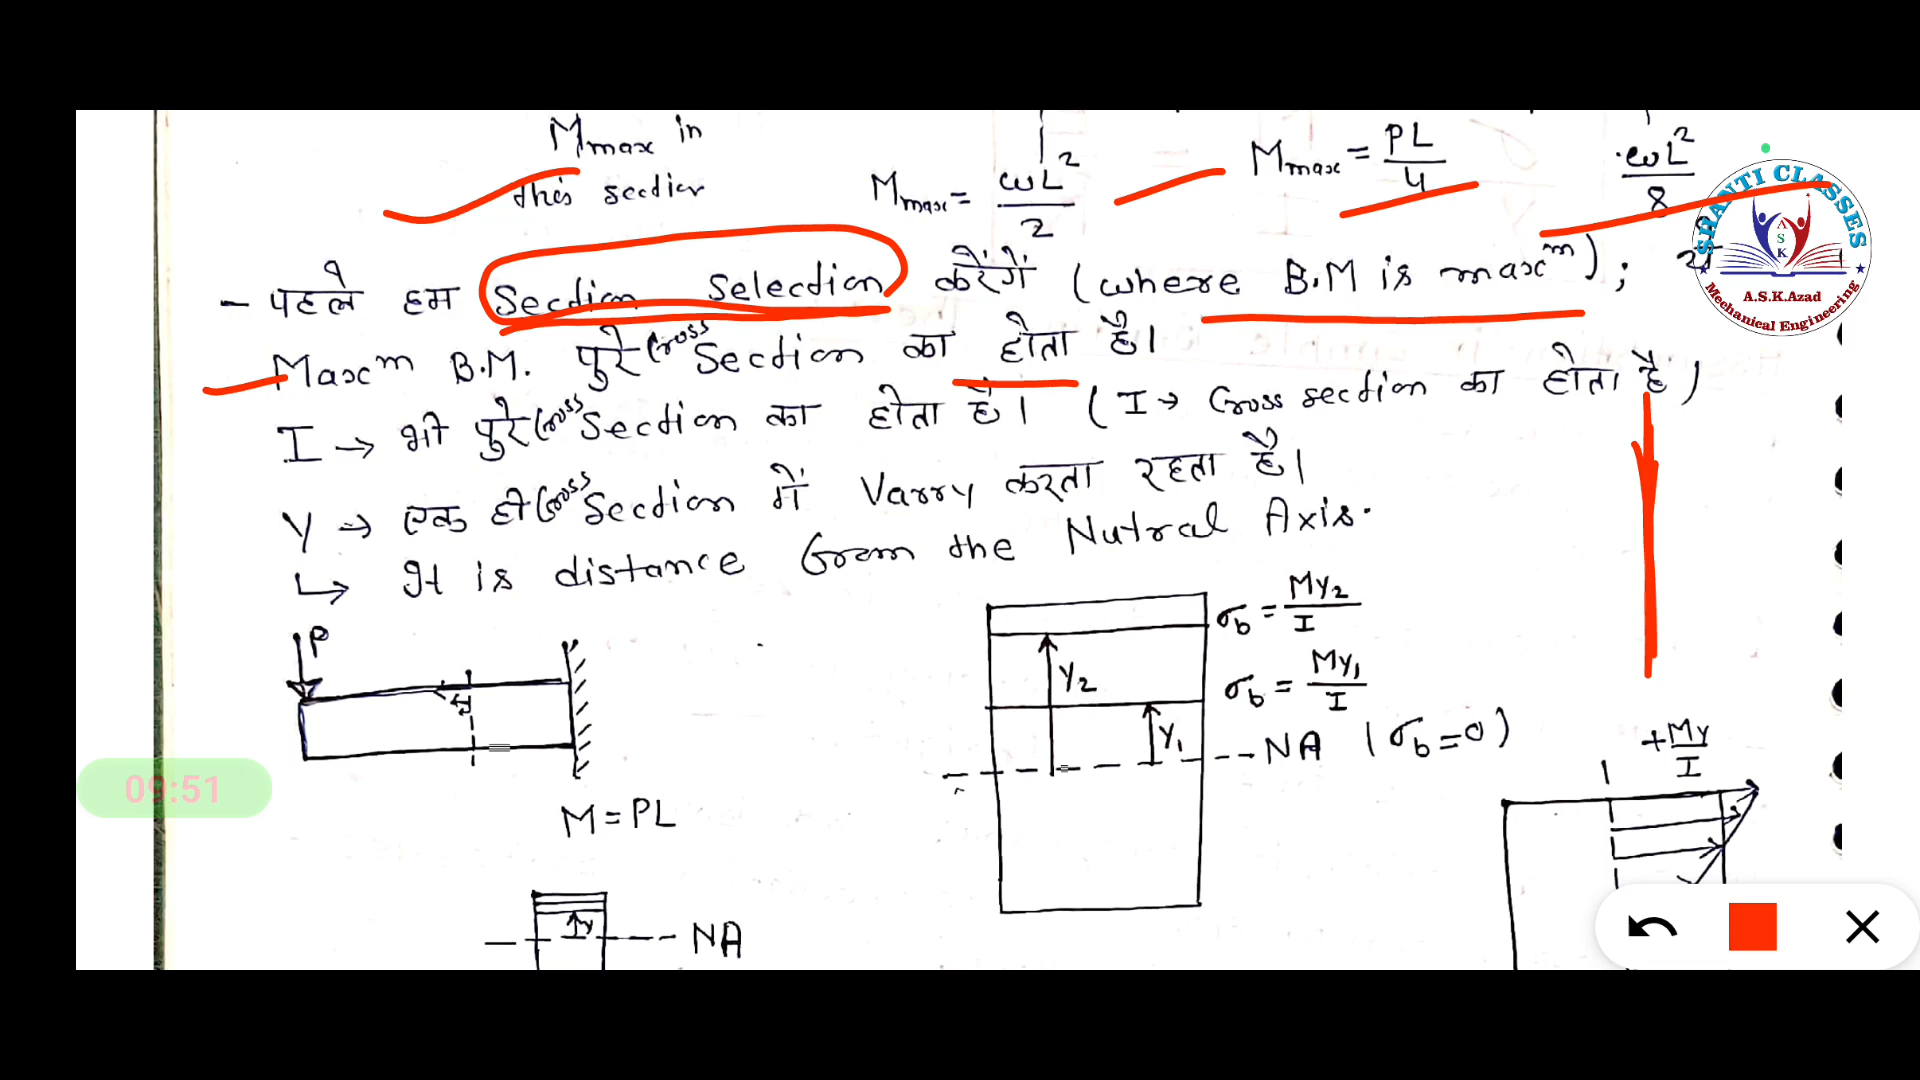 Mmax in
this section
Mmax = ωL²/2
Mmax = PL/4
ωL²/8
SHANTI CLASSES
A
S
K
A.S.K.Azad
Mechanical Engineering
- पहले हम Section Selection करेंगे (where B.M is maxᵐ);
Maxᵐ B.M. पुरे Cross Section का होता है।
I → भी पुरे Cross Section का होता है। (I → Cross section का होता है)
Y → एक ही Cross Section में Varry करता रहता है।
↳ It is distance from the Nutral Axis.
P
M = PL
NA
Y
σb = My₂/I
σb = My₁/I
Y₂
Y₁
NA (σb = 0)
+My/I
09:51